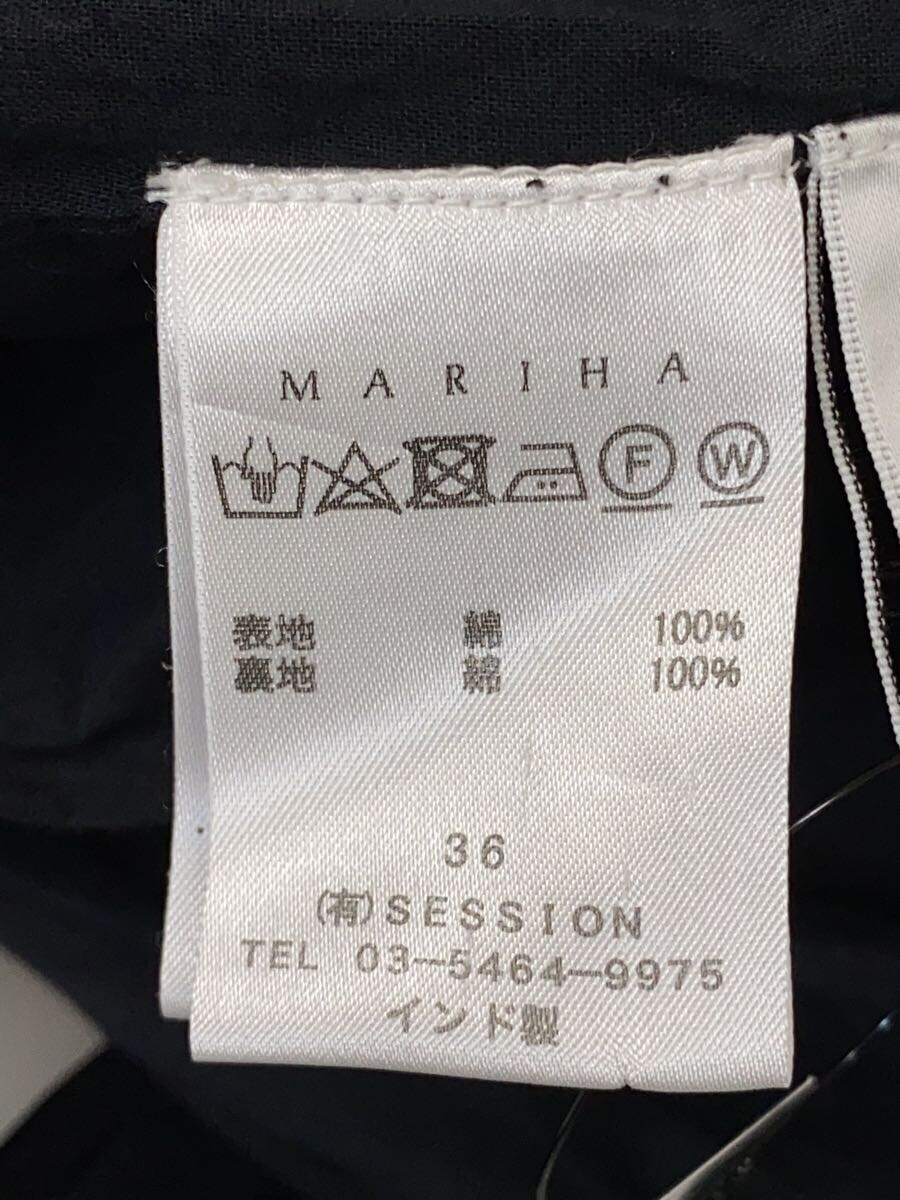 MARIHA
F W
表地 綿 100%
裏地 綿 100%
36
(有)SESSION
TEL 03-5464-9975
インド製